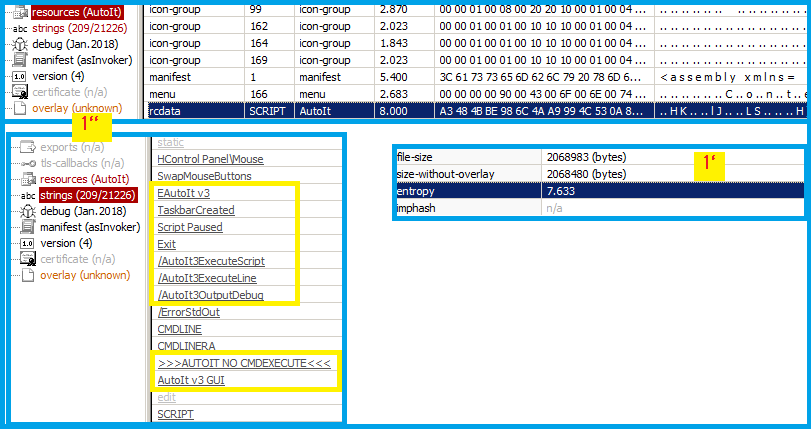 resources (AutoIt)
strings (209/21226)
debug (Jan.2018)
manifest (asInvoker)
version (4)
certificate (n/a)
overlay (unknown)
icon-group 99 icon-group 2.870 00 00 01 00 08 00 20 20 10 00 01 00 04 ...
icon-group 162 icon-group 2.023 00 00 01 00 01 00 10 10 10 00 01 00 04 ...
icon-group 164 icon-group 1.843 00 00 01 00 01 00 10 10 10 00 01 00 04 ...
icon-group 169 icon-group 2.023 00 00 01 00 01 00 10 10 10 00 01 00 04 ...
manifest 1 manifest 5.400 3C 61 73 73 65 6D 62 6C 79 20 78 6D 6... <assembly xmlns=
menu 166 menu 2.683 00 00 00 00 90 00 43 00 6F 00 6E 00 74 ... ........C..o..n..t..
rcdata SCRIPT AutoIt 8.000 A3 48 4B BE 98 6C 4A A9 99 4C 53 0A 8...
1"
exports (n/a)
tls-callbacks (n/a)
resources (AutoIt)
abc strings (209/21226)
debug (Jan.2018)
manifest (asInvoker)
1.0 version (4)
certificate (n/a)
overlay (unknown)
static
HControl Panel\Mouse
SwapMouseButtons
EAutoIt v3
TaskbarCreated
Script Paused
Exit
/AutoIt3ExecuteScript
/AutoIt3ExecuteLine
/AutoIt3OutputDebug
/ErrorStdOut
CMDLINE
CMDLINERA
>>>AUTOIT NO CMDEXECUTE<<<
AutoIt v3 GUI
edit
SCRIPT
file-size 2068983 (bytes)
size-without-overlay 2068480 (bytes)
entropy 7.633
imphash n/a
1'